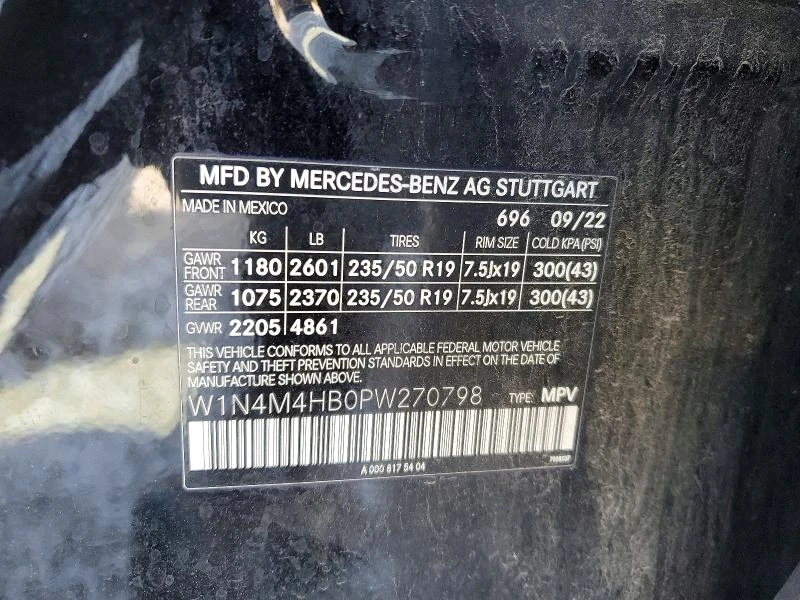 MFD BY MERCEDES-BENZ AG STUTTGART
MADE IN MEXICO 696 09/22
KG LB TIRES RIM SIZE COLD KPA(PSI)
GAWR FRONT 1180 2601 235/50 R19 7.5Jx19 300(43)
GAWR REAR 1075 2370 235/50 R19 7.5Jx19 300(43)
GVWR 2205 4861
THIS VEHICLE CONFORMS TO ALL APPLICABLE FEDERAL MOTOR VEHICLE
SAFETY AND THEFT PREVENTION STANDARDS IN EFFECT ON THE DATE OF
MANUFACTURE SHOWN ABOVE.
W1N4M4HB0PW270798 TYPE: MPV
A 000 817 54 04